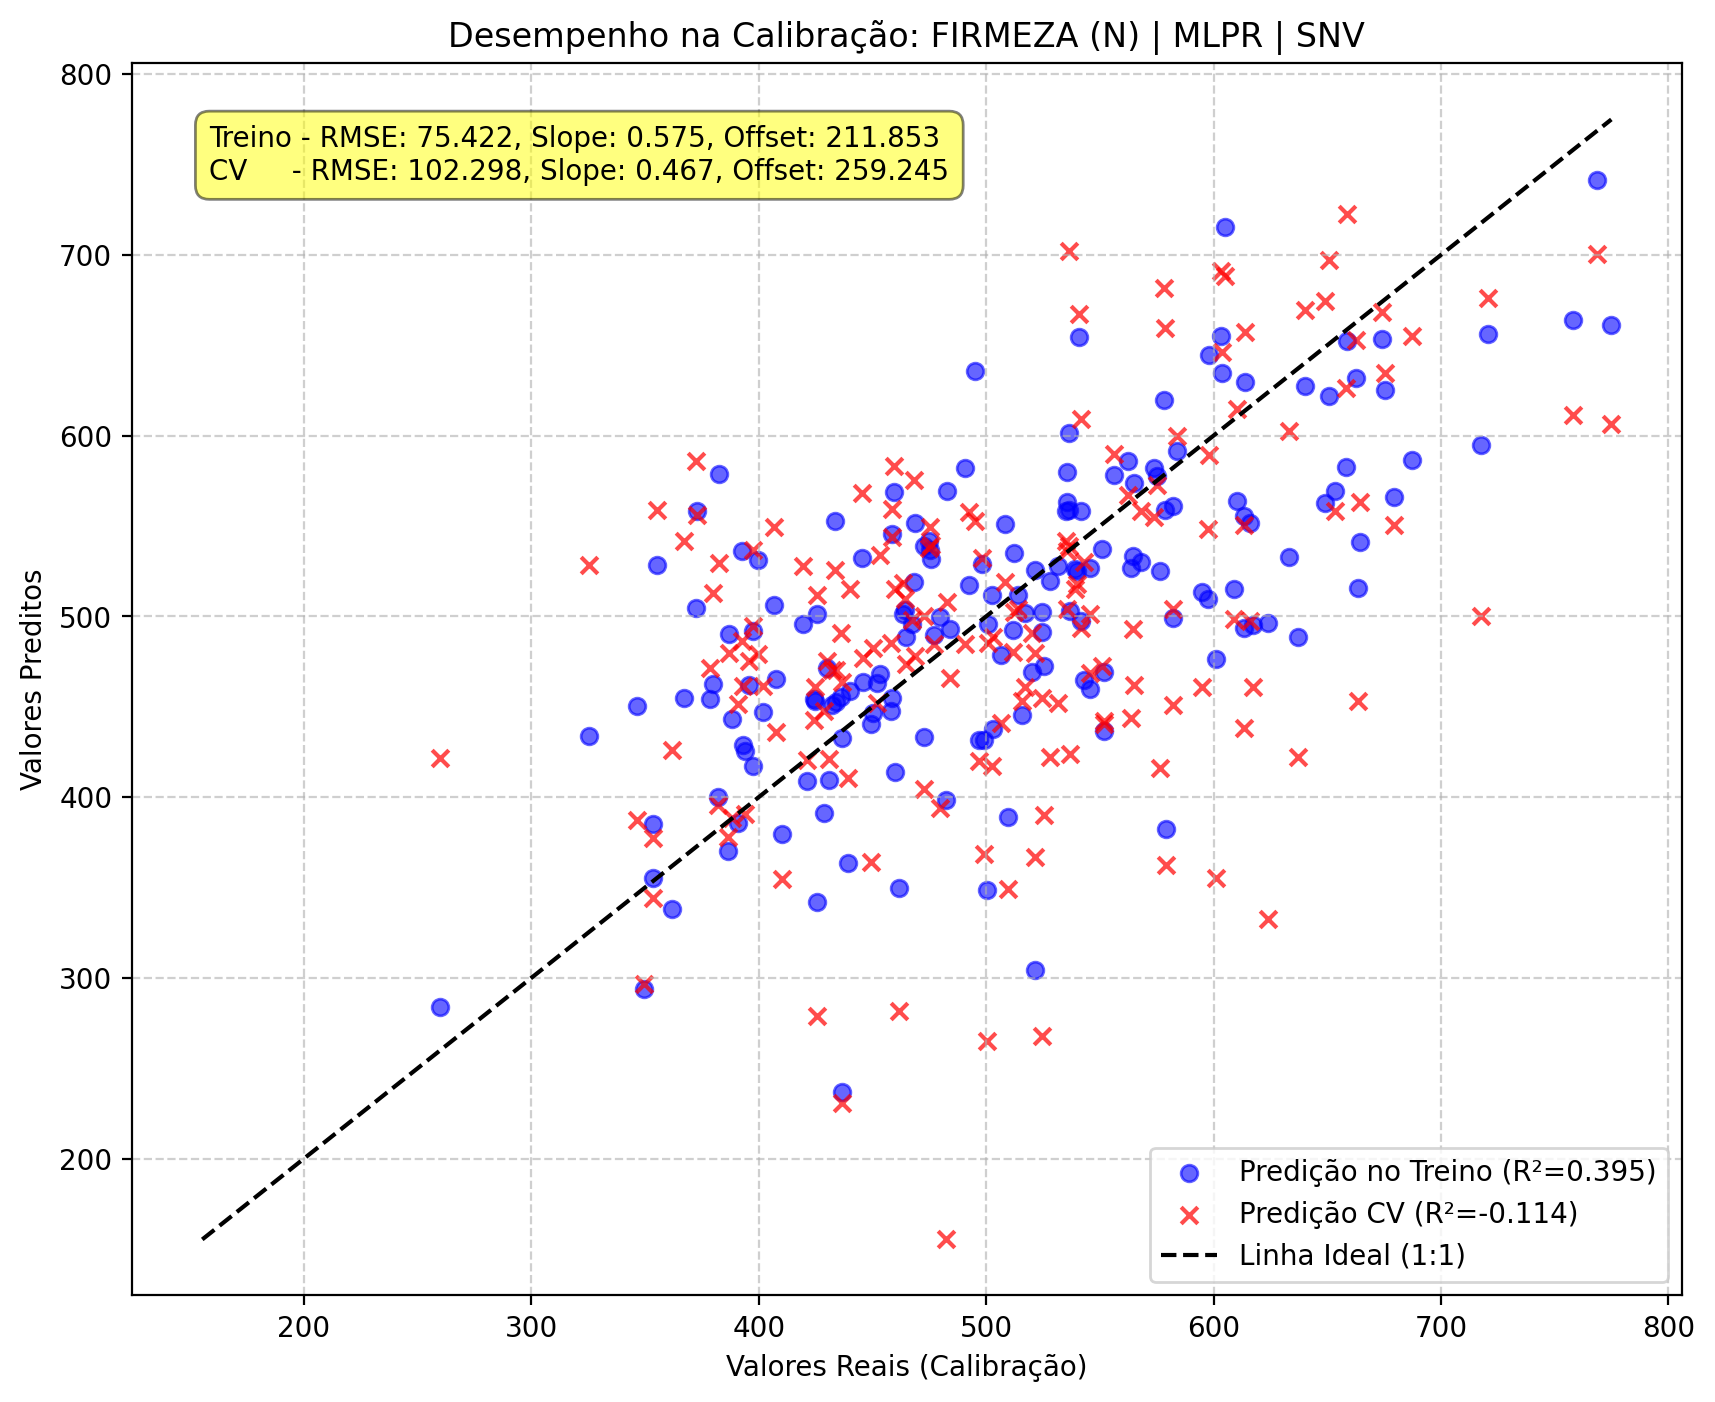 Desempenho na Calibração: FIRMEZA (N) | MLPR | SNV
800
700
600
500
400
300
200
Valores Preditos
Treino - RMSE: 75.422, Slope: 0.575, Offset: 211.853
CV     - RMSE: 102.298, Slope: 0.467, Offset: 259.245
Predição no Treino (R²=0.395)
Predição CV (R²=-0.114)
Linha Ideal (1:1)
200 300 400 500 600 700 800
Valores Reais (Calibração)